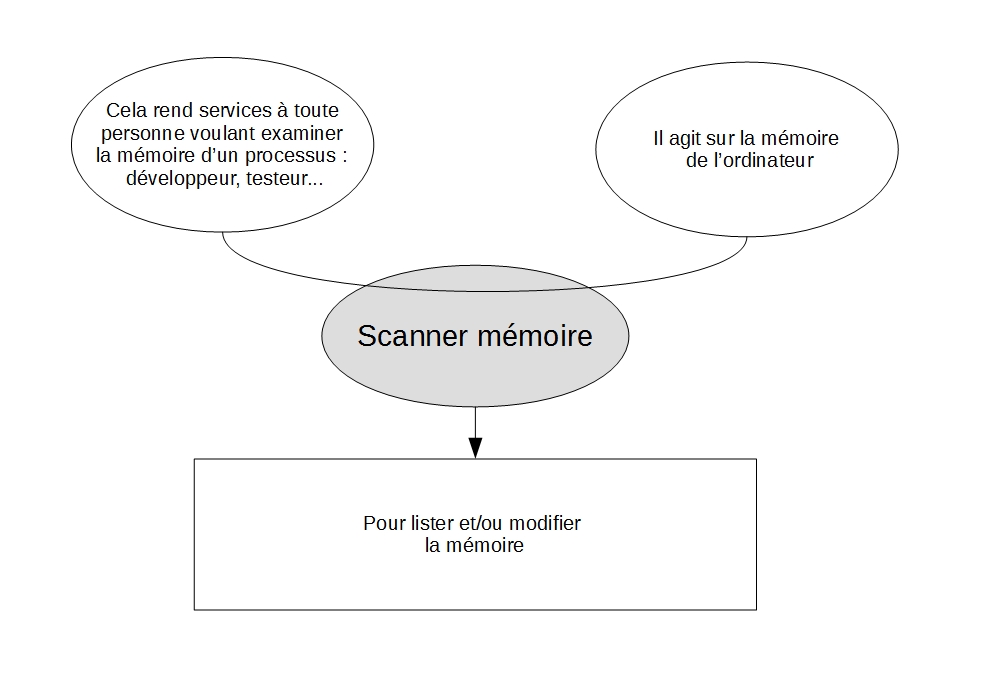 Cela rend services à toute
personne voulant examiner
la mémoire d’un processus :
développeur, testeur...
Il agit sur la mémoire
de l’ordinateur
Scanner mémoire
Pour lister et/ou modifier
la mémoire